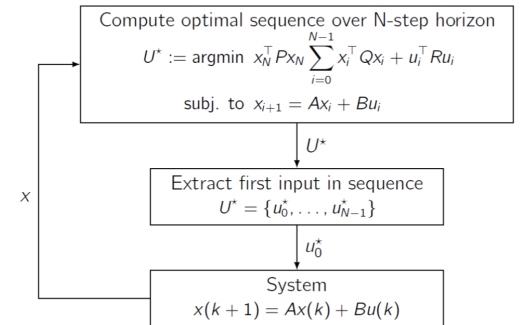 Compute optimal sequence over N-step horizon
U⋆ := argmin x_N^⊤ P x_N ∑_{i=0}^{N−1} x_i^⊤ Q x_i + u_i^⊤ R u_i
subj. to x_{i+1} = Ax_i + Bu_i
U⋆
Extract first input in sequence
U⋆ = {u_0⋆, . . . , u_{N−1}⋆}
x
u_0⋆
System
x(k + 1) = Ax(k) + Bu(k)